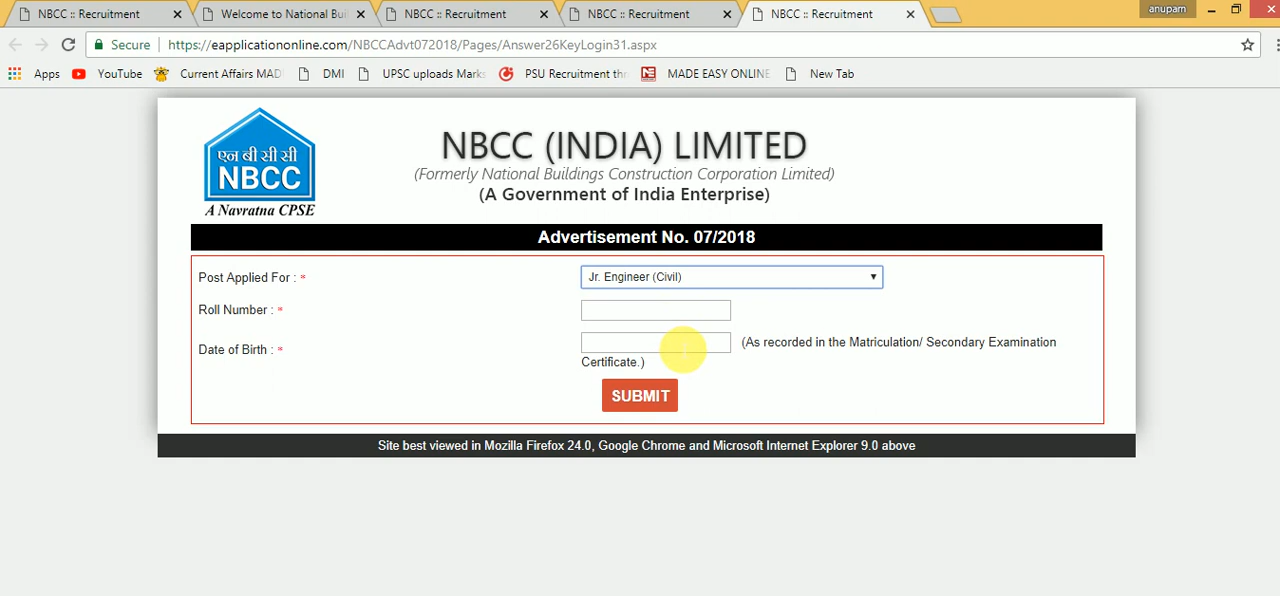 NBCC :: Recruitment
Welcome to National Bui
NBCC :: Recruitment
NBCC :: Recruitment
NBCC :: Recruitment
anupam
Secure
https://eapplicationonline.com/NBCCAdvt072018/Pages/Answer26KeyLogin31.aspx
Apps
YouTube
Current Affairs MAD
DMI
UPSC uploads Mark
PSU Recruitment thr
MADE EASY ONLINE
New Tab
एन बी सी सी
NBCC
A Navratna CPSE
NBCC (INDIA) LIMITED
(Formerly National Buildings Construction Corporation Limited)
(A Government of India Enterprise)
Advertisement No. 07/2018
Post Applied For : *
Jr. Engineer (Civil)
Roll Number : *
Date of Birth : *
(As recorded in the Matriculation/ Secondary Examination
Certificate.)
SUBMIT
Site best viewed in Mozilla Firefox 24.0, Google Chrome and Microsoft Internet Explorer 9.0 above